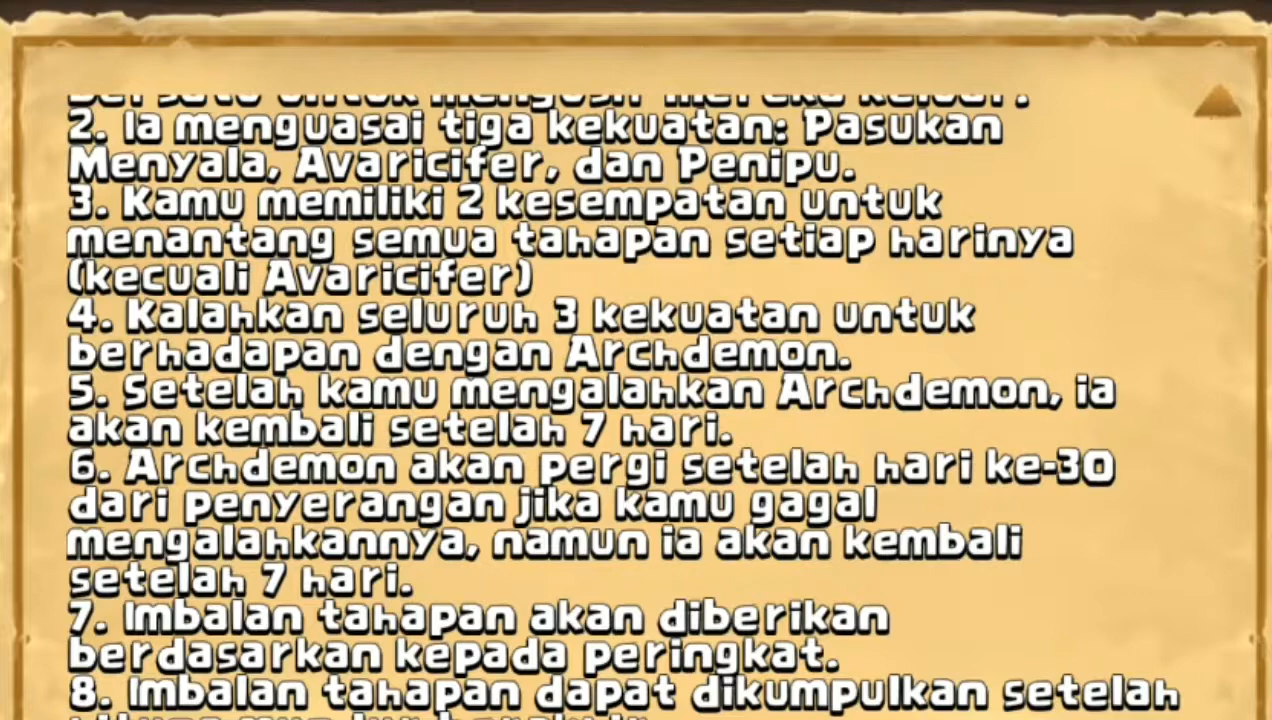 2. Ia menguasai tiga kekuatan: Pasukan
Menyala, Avaricifer, dan Penipu.
3. Kamu memiliki 2 kesempatan untuk
menantang semua tahapan setiap harinya
(kecuali Avaricifer)
4. Kalahkan seluruh 3 kekuatan untuk
berhadapan dengan Archdemon.
5. Setelah kamu mengalahkan Archdemon, ia
akan kembali setelah 7 hari.
6. Archdemon akan pergi setelah hari ke-30
dari penyerangan jika kamu gagal
mengalahkannya, namun ia akan kembali
setelah 7 hari.
7. Imbalan tahapan akan diberikan
berdasarkan kepada peringkat.
8. Imbalan tahapan dapat dikumpulkan setelah